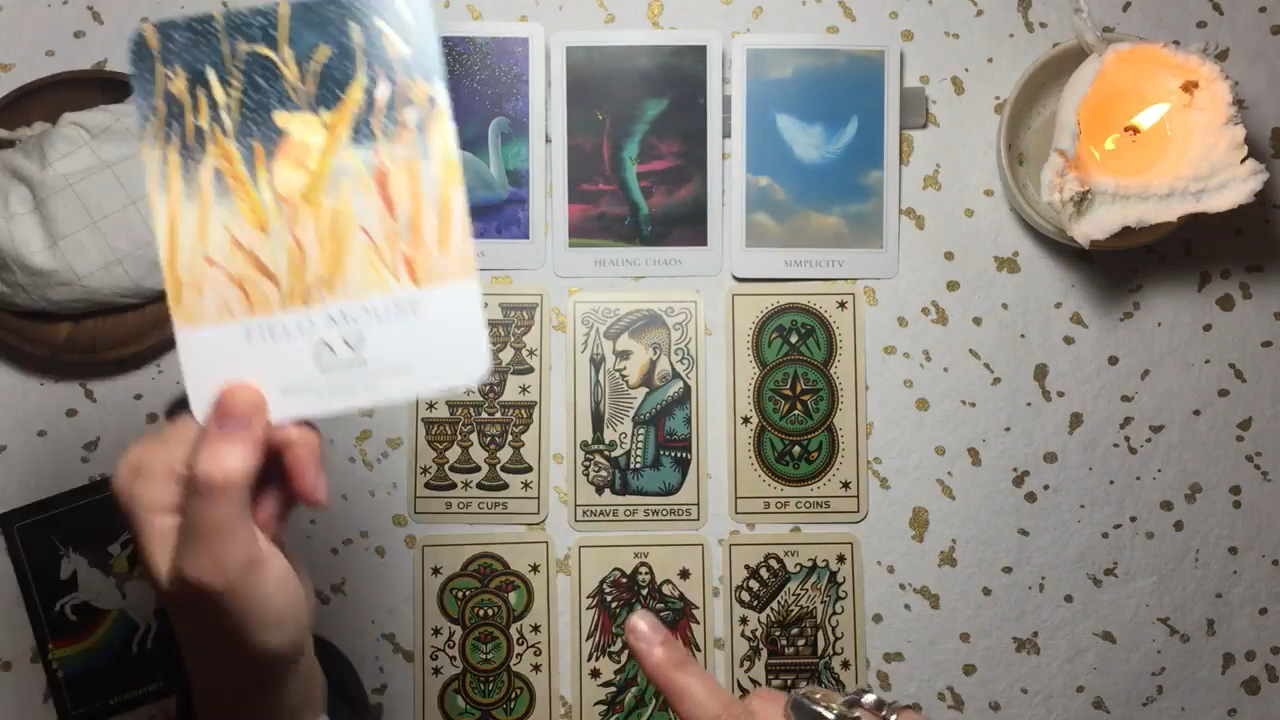 HEALING CHAOS
SIMPLICITY
9 OF CUPS
KNAVE OF SWORDS
3 OF COINS
XIV
XVI